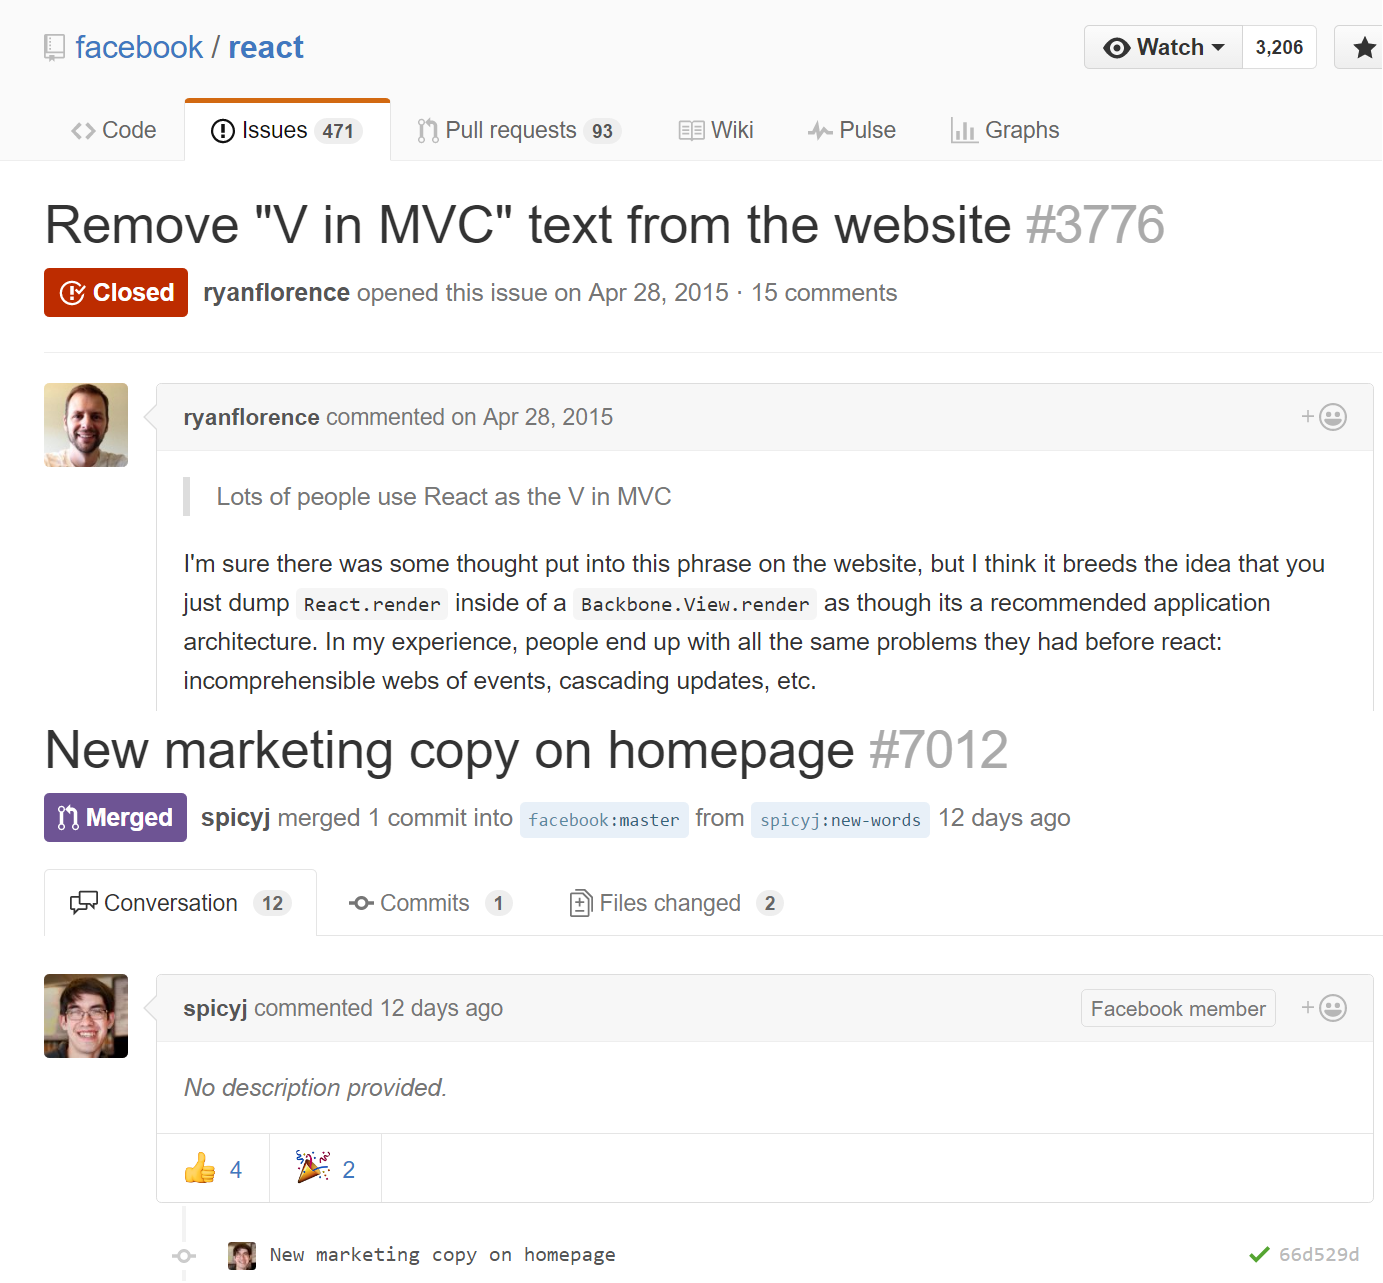 facebook / react
Watch 3,206
Code Issues 471 Pull requests 93 Wiki Pulse Graphs
Remove "V in MVC" text from the website #3776
Closed ryanflorence opened this issue on Apr 28, 2015 · 15 comments
ryanflorence commented on Apr 28, 2015
Lots of people use React as the V in MVC
I'm sure there was some thought put into this phrase on the website, but I think it breeds the idea that you
just dump React.render inside of a Backbone.View.render as though its a recommended application
architecture. In my experience, people end up with all the same problems they had before react:
incomprehensible webs of events, cascading updates, etc.
New marketing copy on homepage #7012
Merged spicyj merged 1 commit into facebook:master from spicyj:new-words 12 days ago
Conversation 12 Commits 1 Files changed 2
spicyj commented 12 days ago Facebook member
No description provided.
4 2
New marketing copy on homepage 66d529d